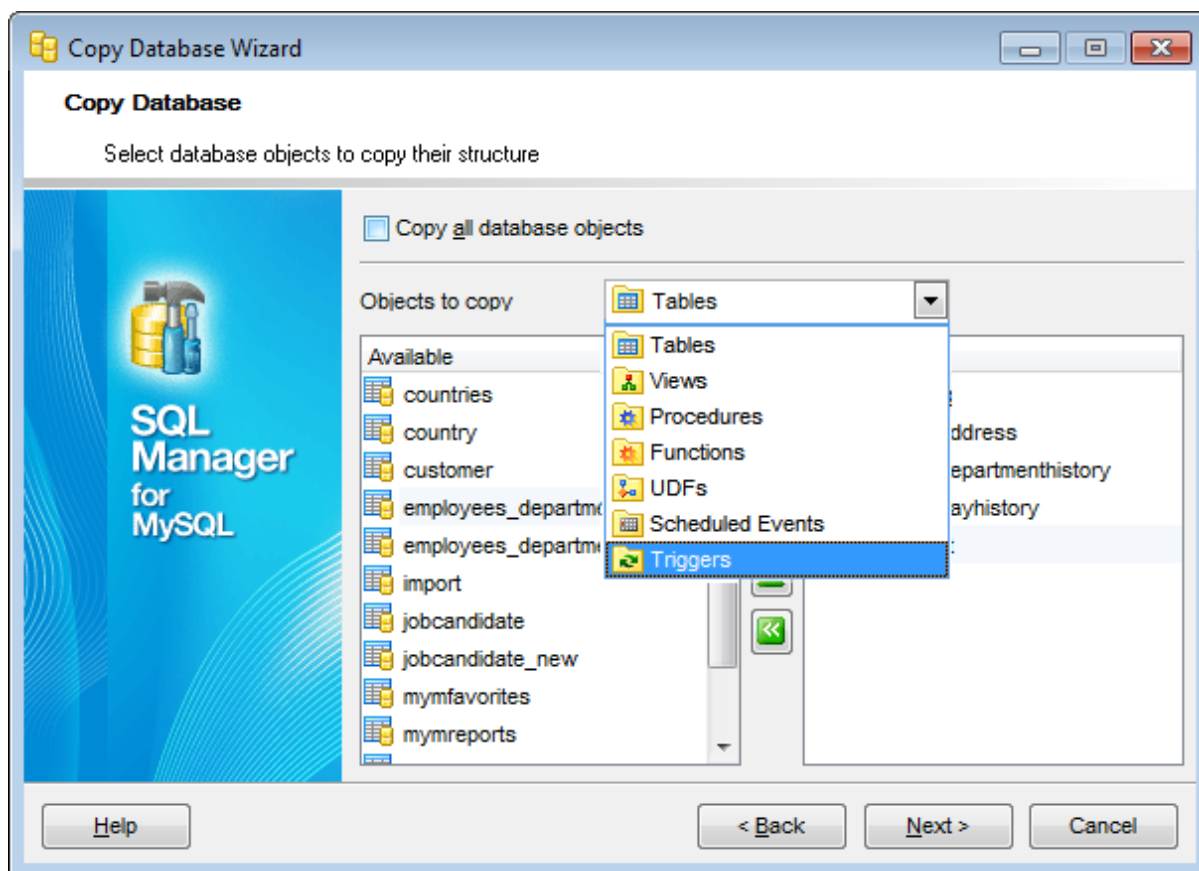 Copy Database Wizard
Copy Database
Select database objects to copy their structure
Copy all database objects
Objects to copy
Tables
Tables
Views
Procedures
Functions
UDFs
Scheduled Events
Triggers
Available
countries
country
customer
employees_departme
employees_departme
import
jobcandidate
jobcandidate_new
mymfavorites
mymreports
ddress
epartmenthistory
ayhistory
SQL
Manager
for
MySQL
Help
< Back
Next >
Cancel